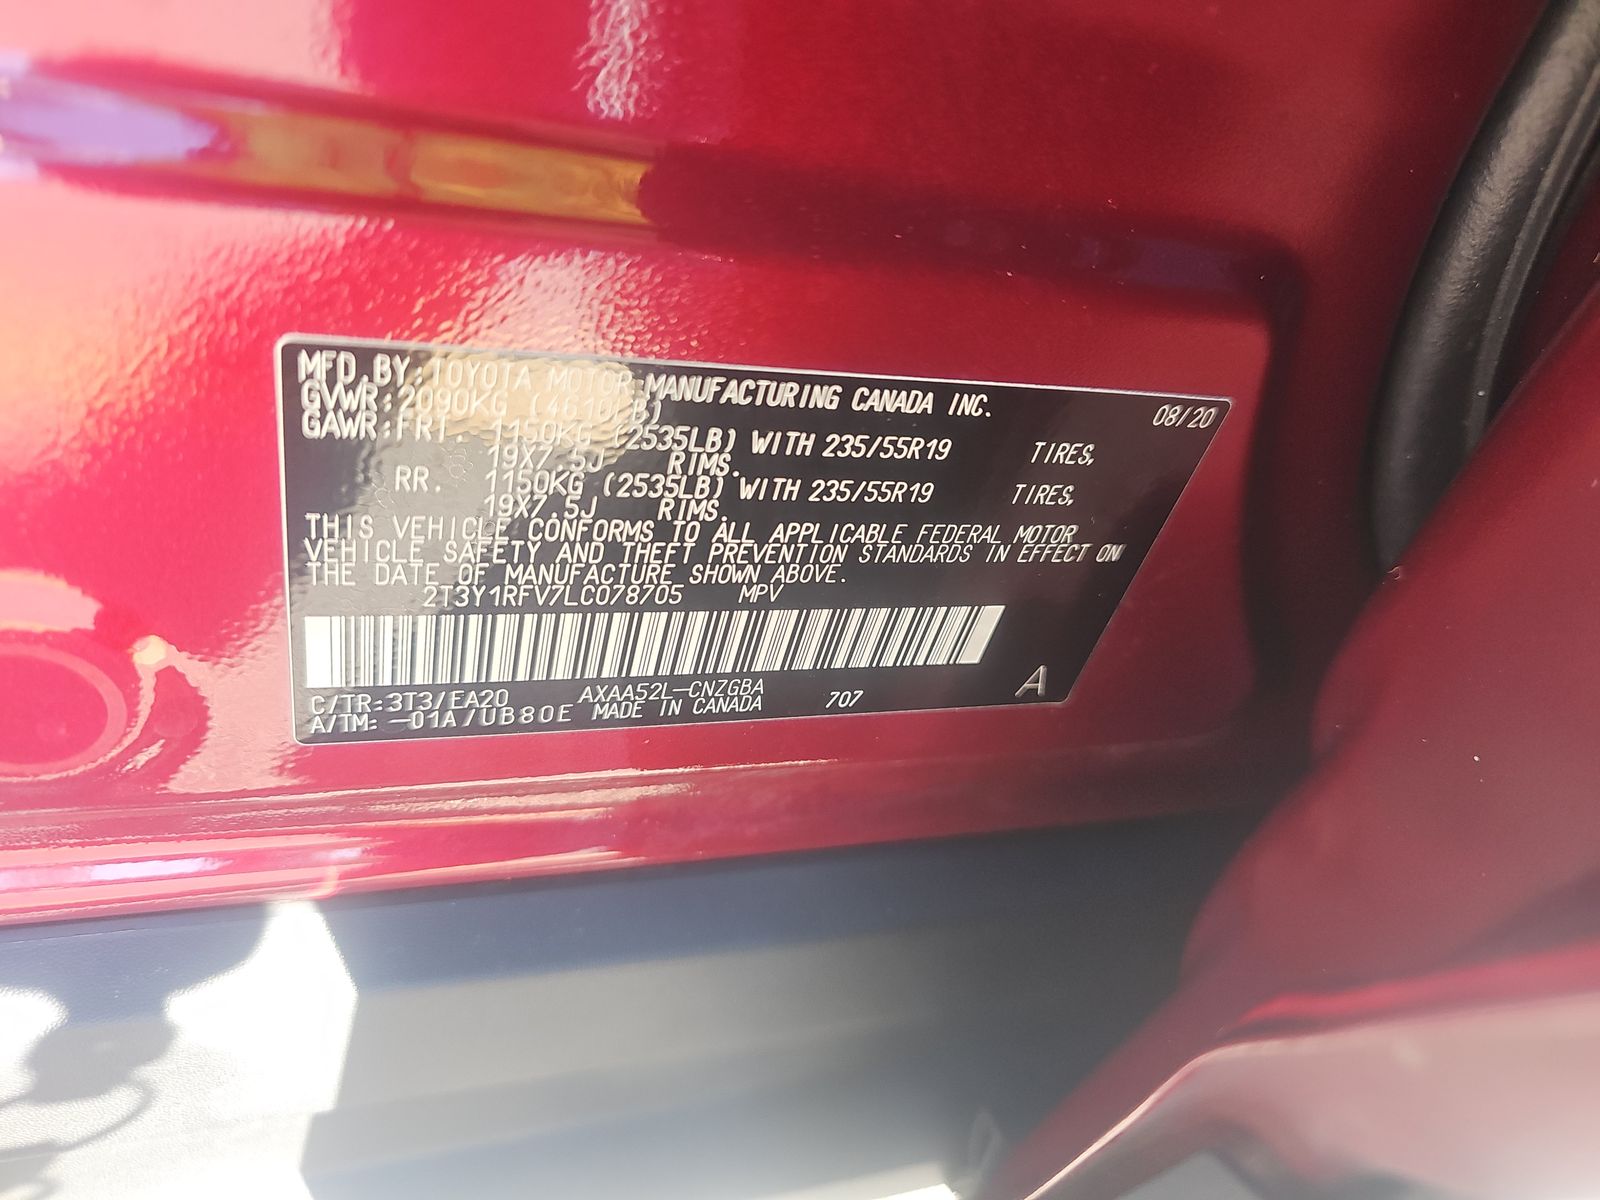 MFD. BY: TOYOTA MOTOR MANUFACTURING CANADA INC. 08/20
GVWR: 2090KG (4610LB)
GAWR: FRT. 1150KG (2535LB) WITH 235/55R19 TIRES,
19X7.5J RIMS.
RR. 1150KG (2535LB) WITH 235/55R19 TIRES,
19X7.5J RIMS.
THIS VEHICLE CONFORMS TO ALL APPLICABLE FEDERAL MOTOR
VEHICLE SAFETY AND THEFT PREVENTION STANDARDS IN EFFECT ON
THE DATE OF MANUFACTURE SHOWN ABOVE.
2T3Y1RFV7LC078705 MPV
C/TR: 3T3/EA20 AXAA52L-CNZGBA 707 A
A/TM: -01A/UB80E MADE IN CANADA